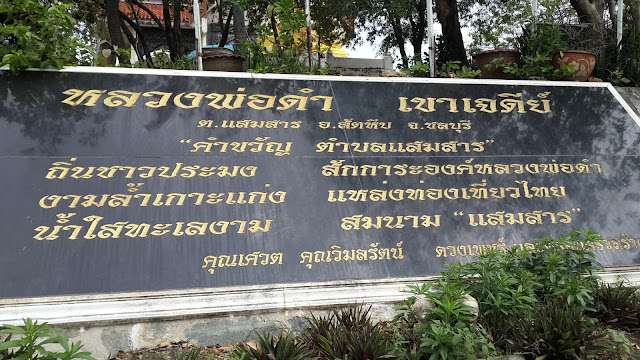 หลวงพ่อดำ เขาเจดีย์
ต.แสมสาร อ.สัตหีบ จ.ชลบุรี
“คำขวัญ ตำบลแสมสาร”
ถิ่นชาวประมง สักการะองค์หลวงพ่อดำ
งามล้ำเกาะแก่ง แหล่งท่องเที่ยวไทย
น้ำใสทะเลงาม สมนาม “แสมสาร”
คุณเศวต คุณวิมลรัตน์